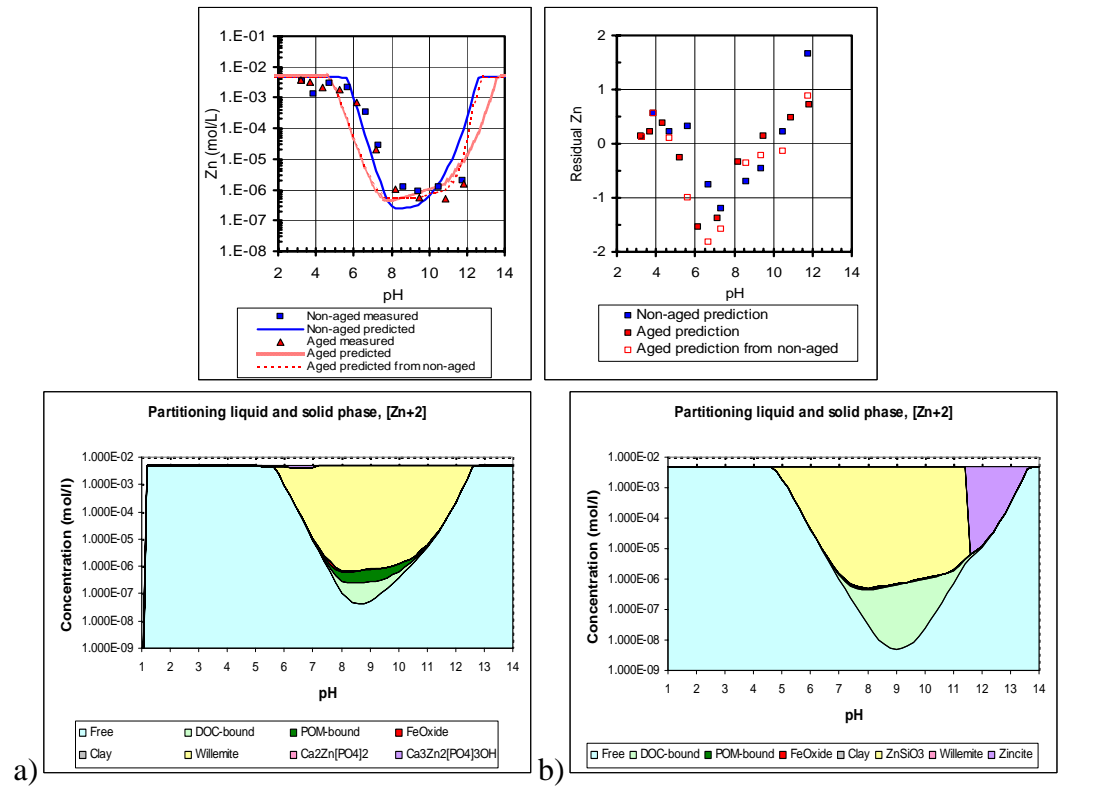 1.E-01
1.E-02
1.E-03
1.E-04
1.E-05
1.E-06
1.E-07
1.E-08
Zn (mol/L)
2 4 6 8 10 12 14
pH
Non-aged measured
Non-aged predicted
Aged measured
Aged predicted
Aged predicted from non-aged
2
1
0
-1
-2
Residual Zn
2 4 6 8 10 12 14
pH
Non-aged prediction
Aged prediction
Aged prediction from non-aged
Partitioning liquid and solid phase, [Zn+2]
1.000E-02
1.000E-03
1.000E-04
1.000E-05
1.000E-06
1.000E-07
1.000E-08
1.000E-09
Concentration (mol/l)
1 2 3 4 5 6 7 8 9 10 11 12 13 14
pH
Free DOC-bound POM-bound FeOxide
Clay Willemite Ca2Zn[PO4]2 Ca3Zn2[PO4]3OH
a)
Partitioning liquid and solid phase, [Zn+2]
1.000E-02
1.000E-03
1.000E-04
1.000E-05
1.000E-06
1.000E-07
1.000E-08
1.000E-09
Concentration (mol/l)
1 2 3 4 5 6 7 8 9 10 11 12 13 14
pH
Free DOC-bound POM-bound FeOxide Clay ZnSiO3 Willemite Zincite
b)